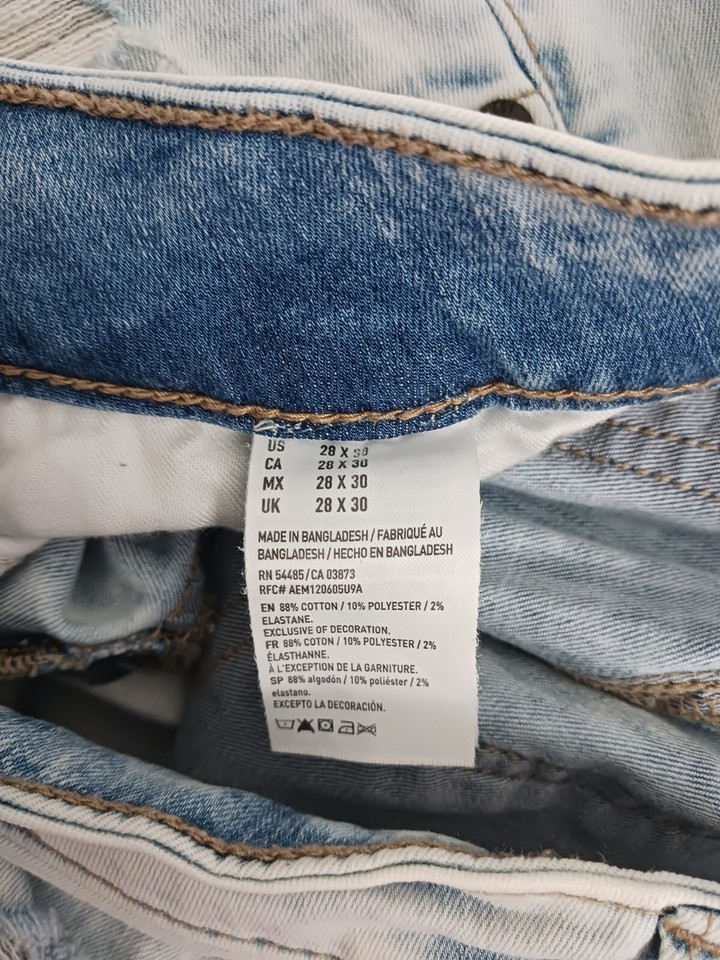 US 28 X 30
CA 28 X 30
MX 28 X 30
UK 28 X 30
MADE IN BANGLADESH / FABRIQUÉ AU
BANGLADESH / HECHO EN BANGLADESH
RN 54485/CA 03873
RFC# AEM120605U9A
EN 88% COTTON / 10% POLYESTER / 2%
ELASTANE.
EXCLUSIVE OF DECORATION.
FR 88% COTON / 10% POLYESTER / 2%
ÉLASTHANNE.
À L'EXCEPTION DE LA GARNITURE.
SP 88% algodón / 10% poliéster / 2%
elastano.
EXCEPTO LA DECORACIÓN.